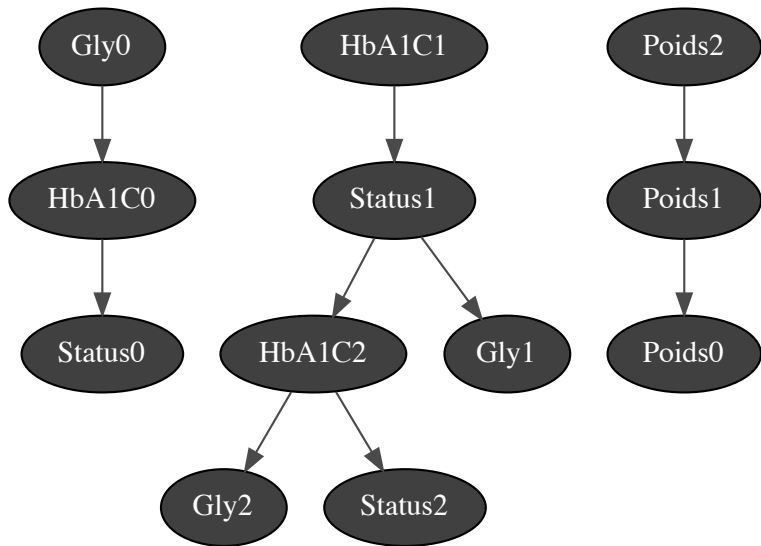 Gly0
HbA1C1
Poids2
HbA1C0
Status1
Poids1
Status0
HbA1C2
Gly1
Poids0
Gly2
Status2